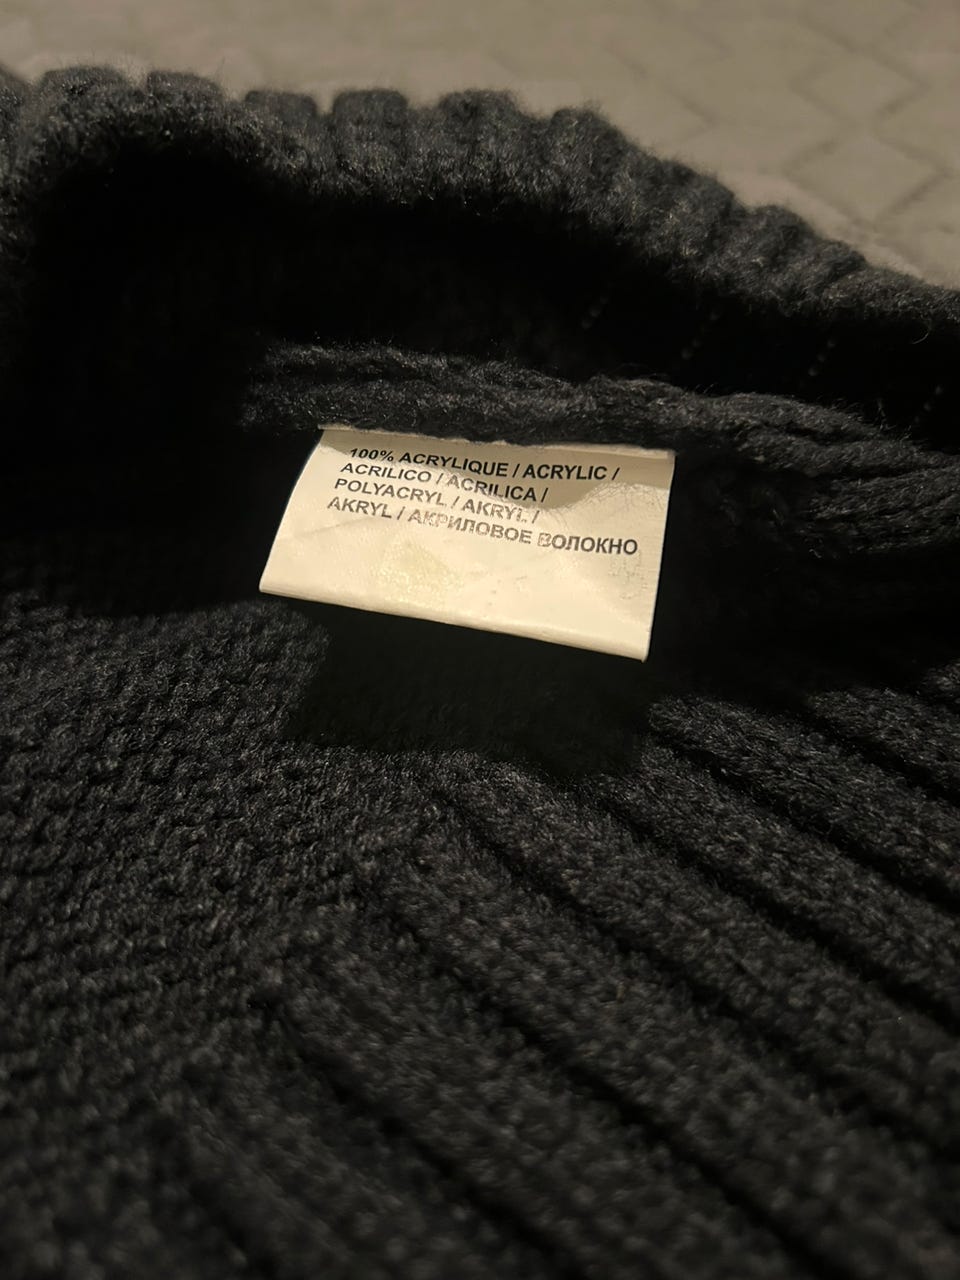 100% ACRYLIQUE / ACRYLIC /
ACRILICO / ACRILICA /
POLYACRYL / AKRYL /
AKRYL / АКРИЛОВОЕ ВОЛОКНО